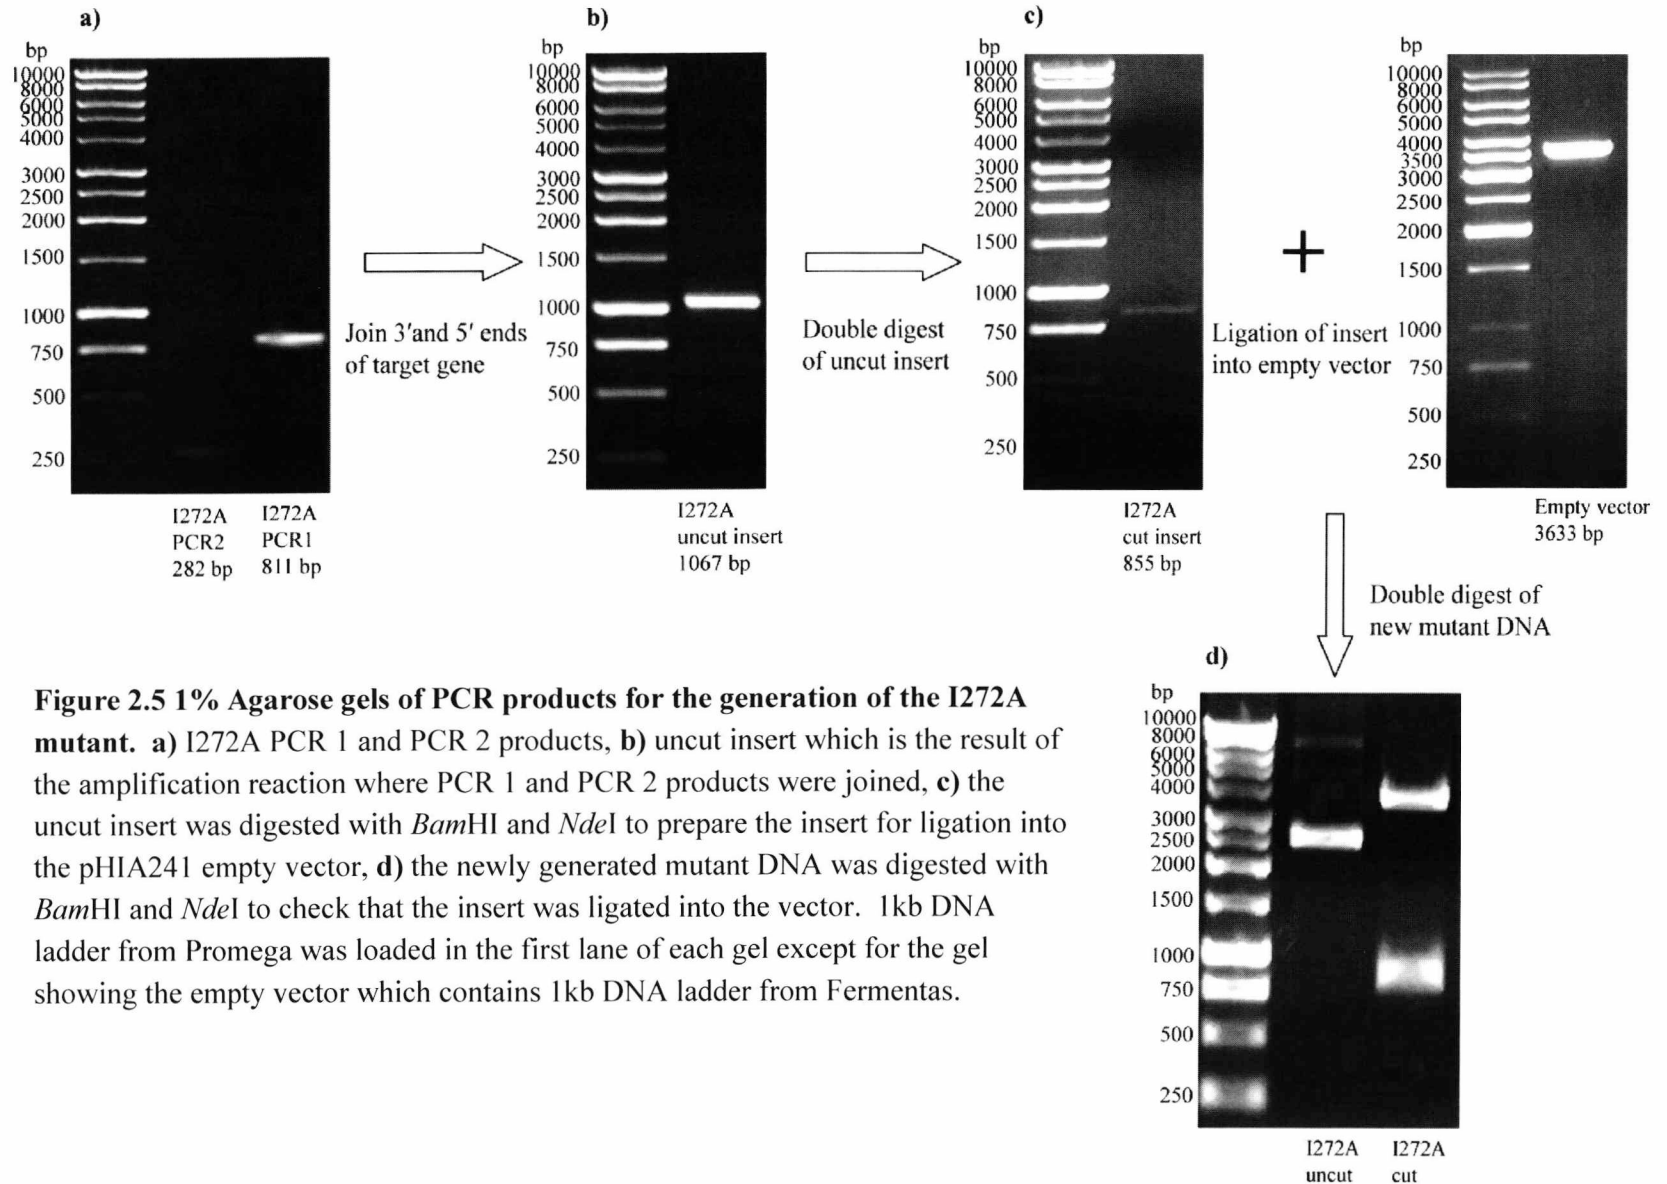 a)
bp
10000
8000
6000
5000
4000
3000
2500
2000
1500
1000
750
500
250
I272A
PCR2
282 bp
I272A
PCR1
811 bp
Join 3'and 5' ends
of target gene
b)
bp
10000
8000
6000
5000
4000
3000
2500
2000
1500
1000
750
500
250
I272A
uncut insert
1067 bp
Double digest
of uncut insert
c)
10000
8000
6000
5000
4000
3000
2500
2000
1500
1000
750
500
250
I272A
cut insert
855 bp
+
Ligation of insert
into empty vector
bp
10000
8000
6000
5000
4000
3500
3000
2500
2000
1500
1000
750
500
250
Empty vector
3633 bp
Double digest of
new mutant DNA
d)
bp
10000
8000
6000
5000
4000
3000
2500
2000
1500
1000
750
500
250
I272A
uncut
I272A
cut
Figure 2.5 1% Agarose gels of PCR products for the generation of the I272A
mutant. a) I272A PCR 1 and PCR 2 products, b) uncut insert which is the result of
the amplification reaction where PCR 1 and PCR 2 products were joined, c) the
uncut insert was digested with BamHI and NdeI to prepare the insert for ligation into
the pHIA241 empty vector, d) the newly generated mutant DNA was digested with
BamHI and NdeI to check that the insert was ligated into the vector. 1kb DNA
ladder from Promega was loaded in the first lane of each gel except for the gel
showing the empty vector which contains 1kb DNA ladder from Fermentas.